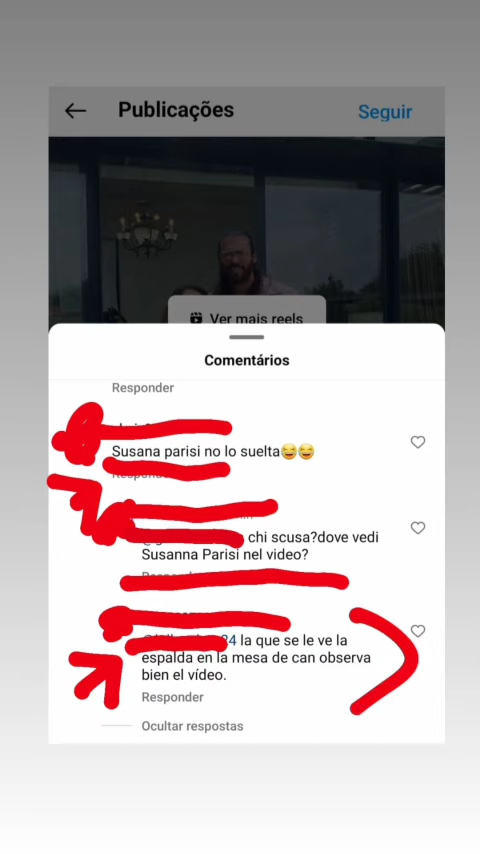 Publicações
Seguir
Ver mais reels
Comentários
Responder
Susana parisi no lo suelta😂😂
chi scusa?dove vedi
Susanna Parisi nel video?
24 la que se le ve la
espalda en la mesa de can observa
bien el vídeo.
Responder
Ocultar respostas